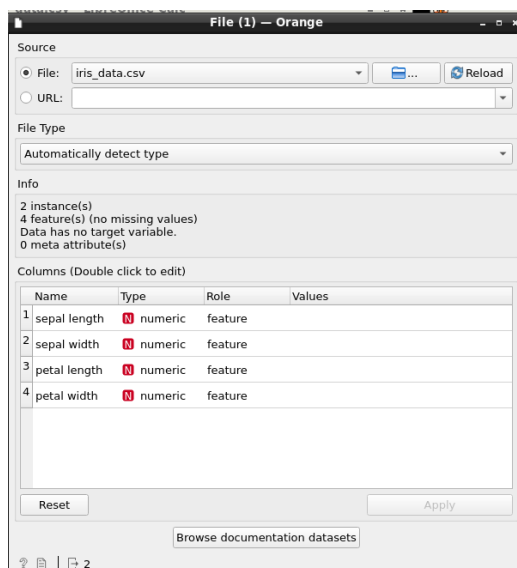 File (1) — Orange
Source
File: iris_data.csv ... Reload
URL:
File Type
Automatically detect type
Info
2 instance(s)
4 feature(s) (no missing values)
Data has no target variable.
0 meta attribute(s)
Columns (Double click to edit)
Name Type Role Values
1 sepal length N numeric feature
2 sepal width N numeric feature
3 petal length N numeric feature
4 petal width N numeric feature
Reset Apply
Browse documentation datasets
? 2